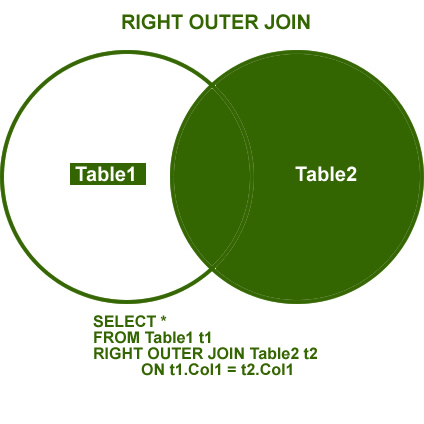 RIGHT OUTER JOIN
Table1
Table2
SELECT *
FROM Table1 t1
RIGHT OUTER JOIN Table2 t2
ON t1.Col1 = t2.Col1